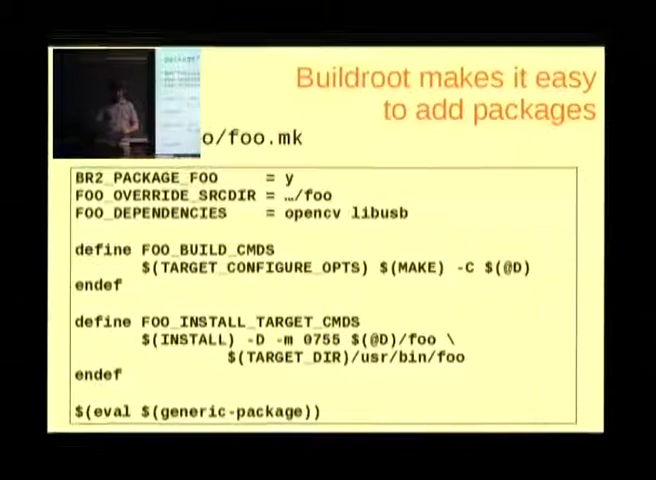 Buildroot makes it easy
to add packages
o/foo.mk
BR2_PACKAGE_FOO = y
FOO_OVERRIDE_SRCDIR = …/foo
FOO_DEPENDENCIES = opencv libusb
define FOO_BUILD_CMDS
$(TARGET_CONFIGURE_OPTS) $(MAKE) -C $(@D)
endef
define FOO_INSTALL_TARGET_CMDS
$(INSTALL) -D -m 0755 $(@D)/foo \
$(TARGET_DIR)/usr/bin/foo
endef
$(eval $(generic-package))